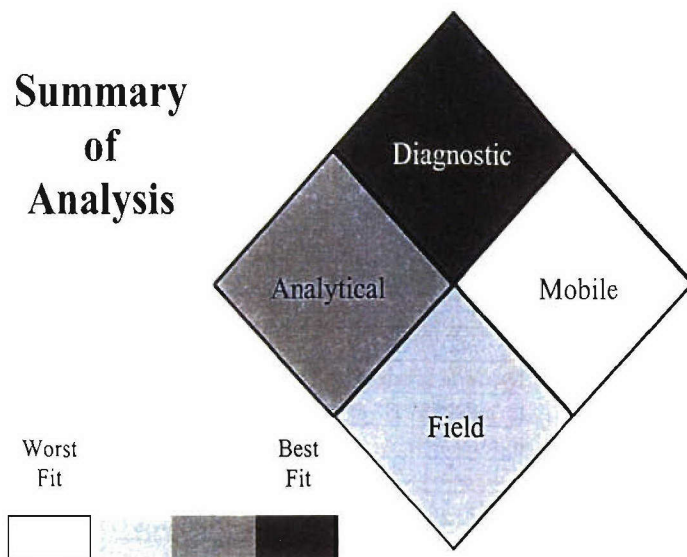 Summary
of
Analysis
Diagnostic
Analytical
Mobile
Field
Worst
Fit
Best
Fit